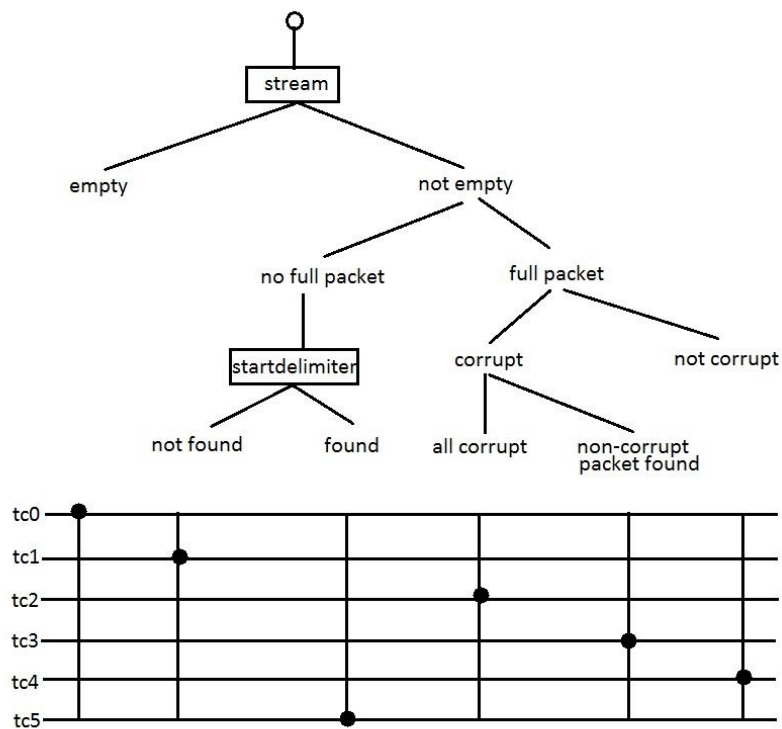 stream
empty
not empty
no full packet
full packet
startdelimiter
corrupt
not corrupt
not found
found
all corrupt
non-corrupt
packet found
tc0
tc1
tc2
tc3
tc4
tc5